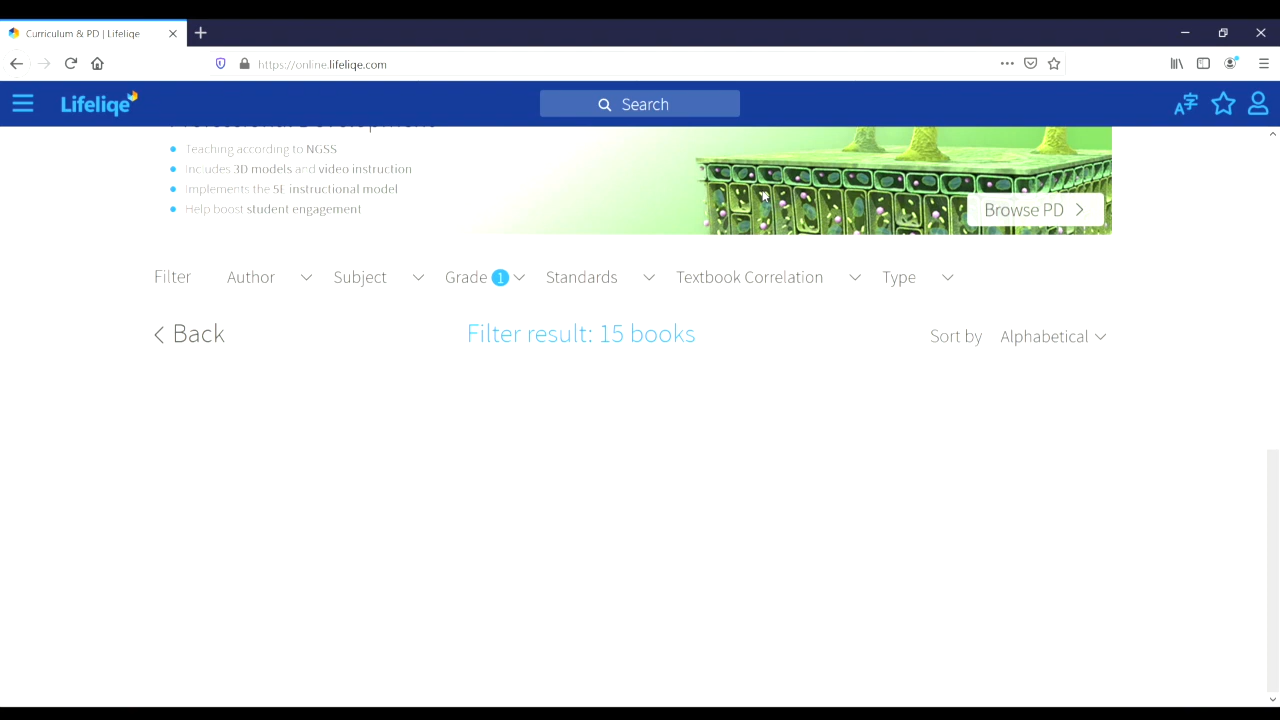 Curriculum & PD | Lifeliqe
https://online.lifeliqe.com
Lifeliqe
Search
Professional Development
Teaching according to NGSS
Includes 3D models and video instruction
Implements the 5E instructional model
Help boost student engagement
Browse PD
Filter Author Subject Grade 1 Standards Textbook Correlation Type
Back Filter result: 15 books Sort by Alphabetical